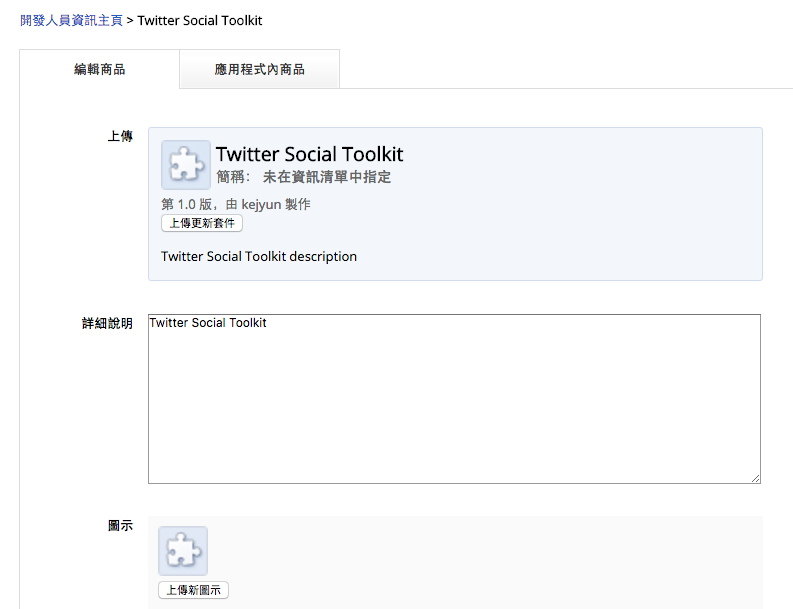 開發人員資訊主頁 > Twitter Social Toolkit
編輯商品
應用程式內商品
上傳
Twitter Social Toolkit
簡稱： 未在資訊清單中指定
第 1.0 版，由 kejyun 製作
上傳更新套件
Twitter Social Toolkit description
詳細說明
Twitter Social Toolkit
圖示
上傳新圖示